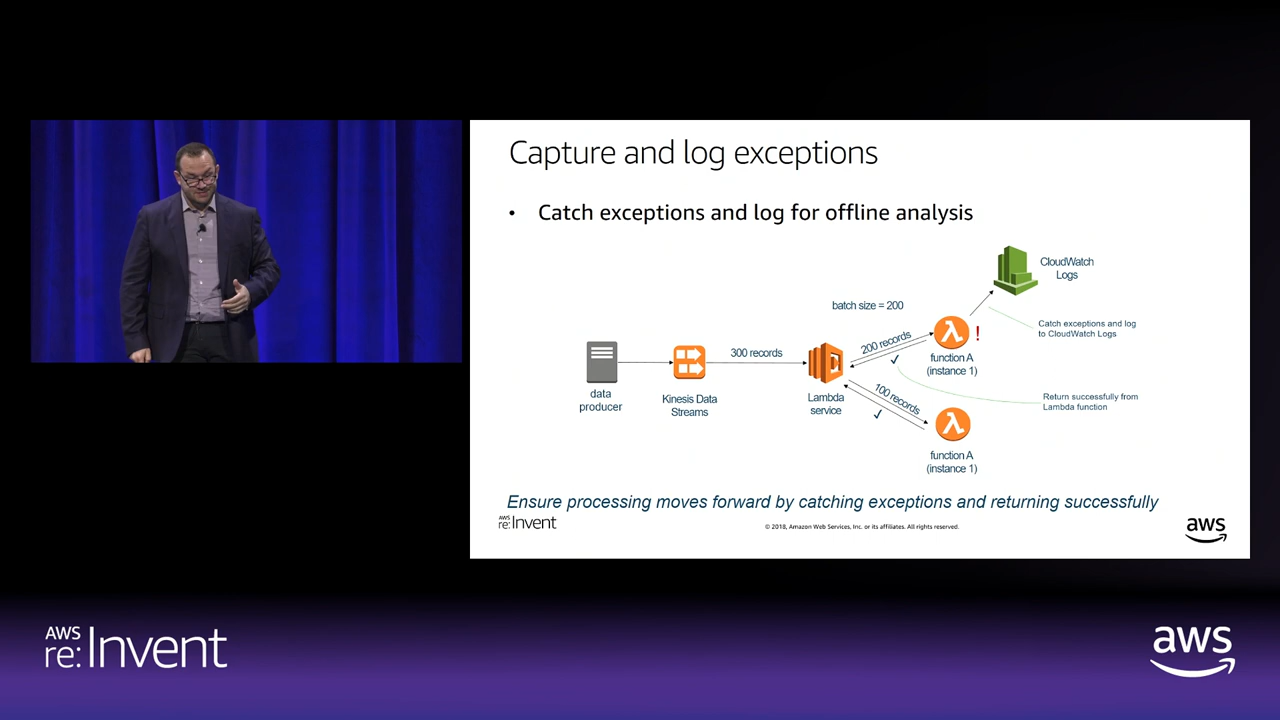 Capture and log exceptions
• Catch exceptions and log for offline analysis
CloudWatch
Logs
batch size = 200
Catch exceptions and log
to CloudWatch Logs
200 records
!
function A
(instance 1)
300 records
data
producer
Kinesis Data
Streams
Lambda
service
100 records
Return successfully from
Lambda function
function A
(instance 1)
Ensure processing moves forward by catching exceptions and returning successfully
AWS
re:Invent
© 2018, Amazon Web Services, Inc. or its affiliates. All rights reserved.
aws
AWS
re:Invent
aws